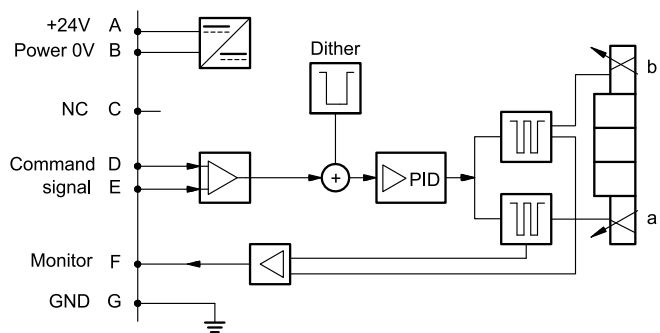 +24V A
Power 0V B
Dither
b
NC C
Command D
signal E
+
PID
a
Monitor F
GND G